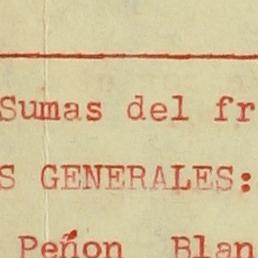 Sumas del fr
S GENERALES:
Peñon Blan